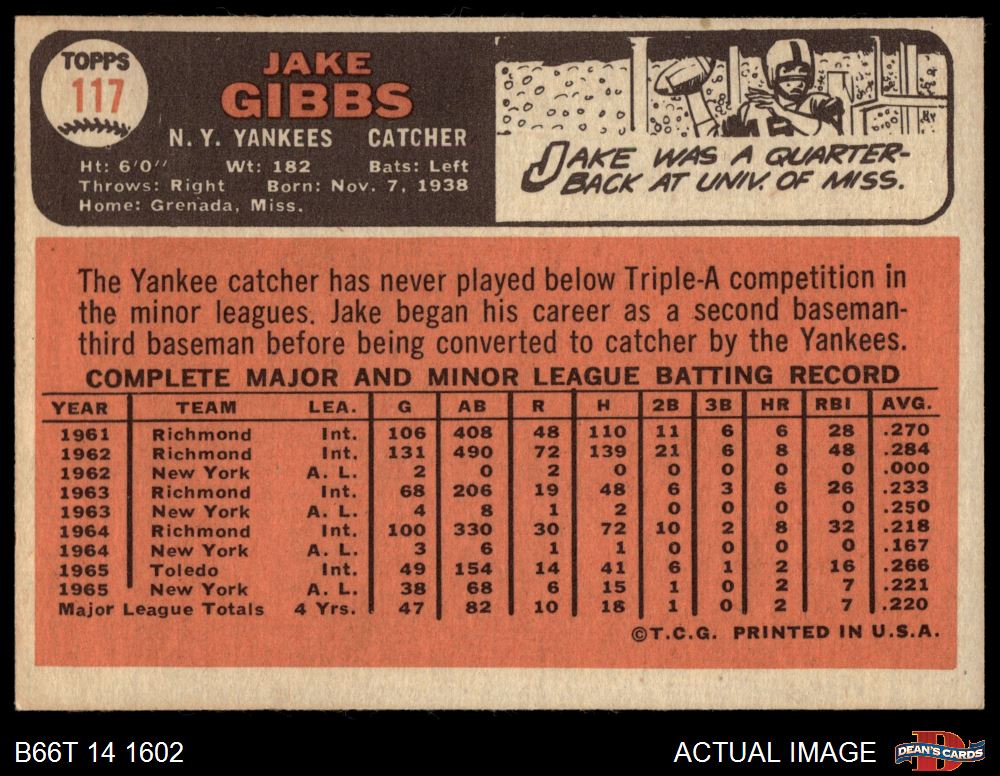 TOPPS
117
JAKE
GIBBS
N. Y. YANKEES CATCHER
Ht: 6'0" Wt: 182 Bats: Left
Throws: Right Born: Nov. 7, 1938
Home: Grenada, Miss.
JAKE WAS A QUARTER-
BACK AT UNIV. OF MISS.
The Yankee catcher has never played below Triple-A competition in
the minor leagues. Jake began his career as a second baseman-
third baseman before being converted to catcher by the Yankees.
COMPLETE MAJOR AND MINOR LEAGUE BATTING RECORD
YEAR TEAM LEA. G AB R H 2B 3B HR RBI AVG.
1961 Richmond Int. 106 408 48 110 11 6 6 28 .270
1962 Richmond Int. 131 490 72 139 21 6 8 48 .284
1962 New York A. L. 2 0 2 0 0 0 0 0 .000
1963 Richmond Int. 68 206 19 48 6 3 6 26 .233
1963 New York A. L. 4 8 1 2 0 0 0 0 .250
1964 Richmond Int. 100 330 30 72 10 2 8 32 .218
1964 New York A. L. 3 6 1 1 0 0 0 0 .167
1965 Toledo Int. 49 154 14 41 6 1 2 16 .266
1965 New York A. L. 38 68 6 15 1 0 2 7 .221
Major League Totals 4 Yrs. 47 82 10 18 1 0 2 7 .220
©T.C.G. PRINTED IN U.S.A.
B66T 14 1602 ACTUAL IMAGE DEAN'S CARDS